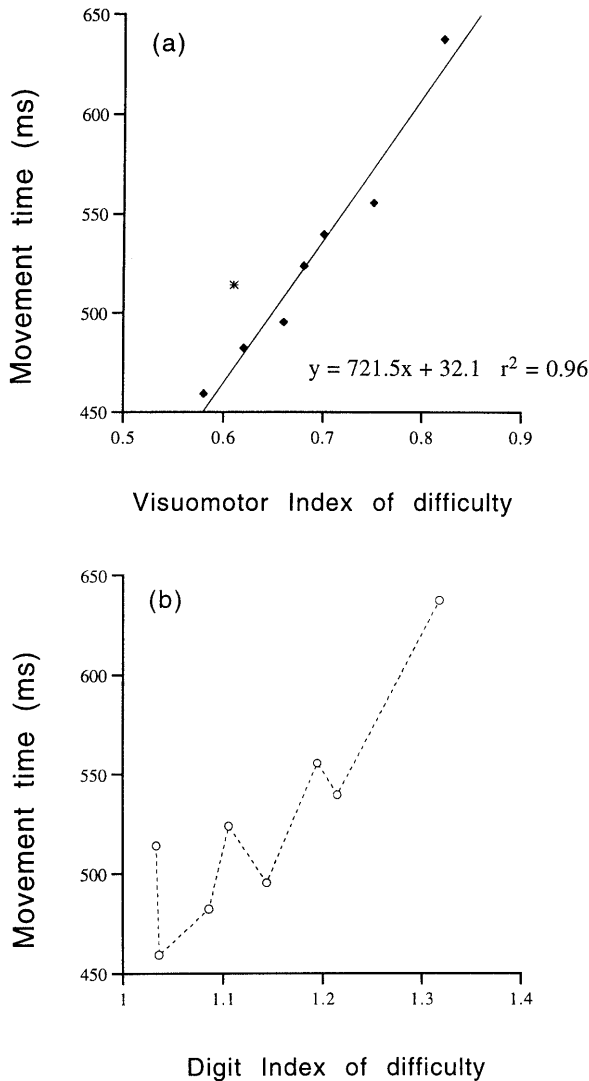 650
(a)
600
550
500
450
Movement time (ms)
y = 721.5x + 32.1 r² = 0.96
0.5 0.6 0.7 0.8 0.9
Visuomotor Index of difficulty
650
(b)
600
550
500
450
Movement time (ms)
1 1.1 1.2 1.3 1.4
Digit Index of difficulty